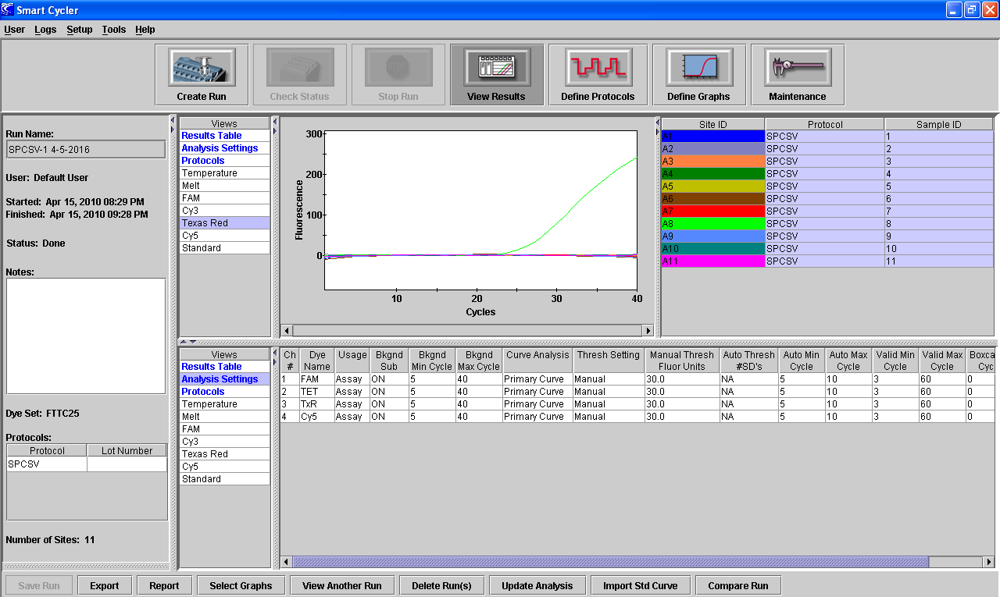 Smart Cycler
User Logs Setup Tools Help
Create Run Check Status Stop Run View Results Define Protocols Define Graphs Maintenance
Run Name:
SPCSV-1 4-5-2016
User: Default User
Started: Apr 15, 2010 08:29 PM
Finished: Apr 15, 2010 09:28 PM
Status: Done
Notes:
Dye Set: FTTC25
Protocols:
Protocol Lot Number
SPCSV
Number of Sites: 11
Views
Results Table
Analysis Settings
Protocols
Temperature
Melt
FAM
Cy3
Texas Red
Cy5
Standard
300
200
100
0
Fluorescence
10 20 30 40
Cycles
Site ID Protocol Sample ID
A1 SPCSV 1
A2 SPCSV 2
A3 SPCSV 3
A4 SPCSV 4
A5 SPCSV 5
A6 SPCSV 6
A7 SPCSV 7
A8 SPCSV 8
A9 SPCSV 9
A10 SPCSV 10
A11 SPCSV 11
Views
Results Table
Analysis Settings
Protocols
Temperature
Melt
FAM
Cy3
Texas Red
Cy5
Standard
Ch Dye Usage Bkgnd Bkgnd Bkgnd Curve Analysis Thresh Setting Manual Thresh Auto Thresh Auto Min Auto Max Valid Min Valid Max Boxca
# Name Sub Min Cycle Max Cycle Fluor Units #SD's Cycle Cycle Cycle Cycle Cyc
1 FAM Assay ON 5 40 Primary Curve Manual 30.0 NA 5 10 3 60 0
2 TET Assay ON 5 40 Primary Curve Manual 30.0 NA 5 10 3 60 0
3 TxR Assay ON 5 40 Primary Curve Manual 30.0 NA 5 10 3 60 0
4 Cy5 Assay ON 5 40 Primary Curve Manual 30.0 NA 5 10 3 60 0
Save Run Export Report Select Graphs View Another Run Delete Run(s) Update Analysis Import Std Curve Compare Run